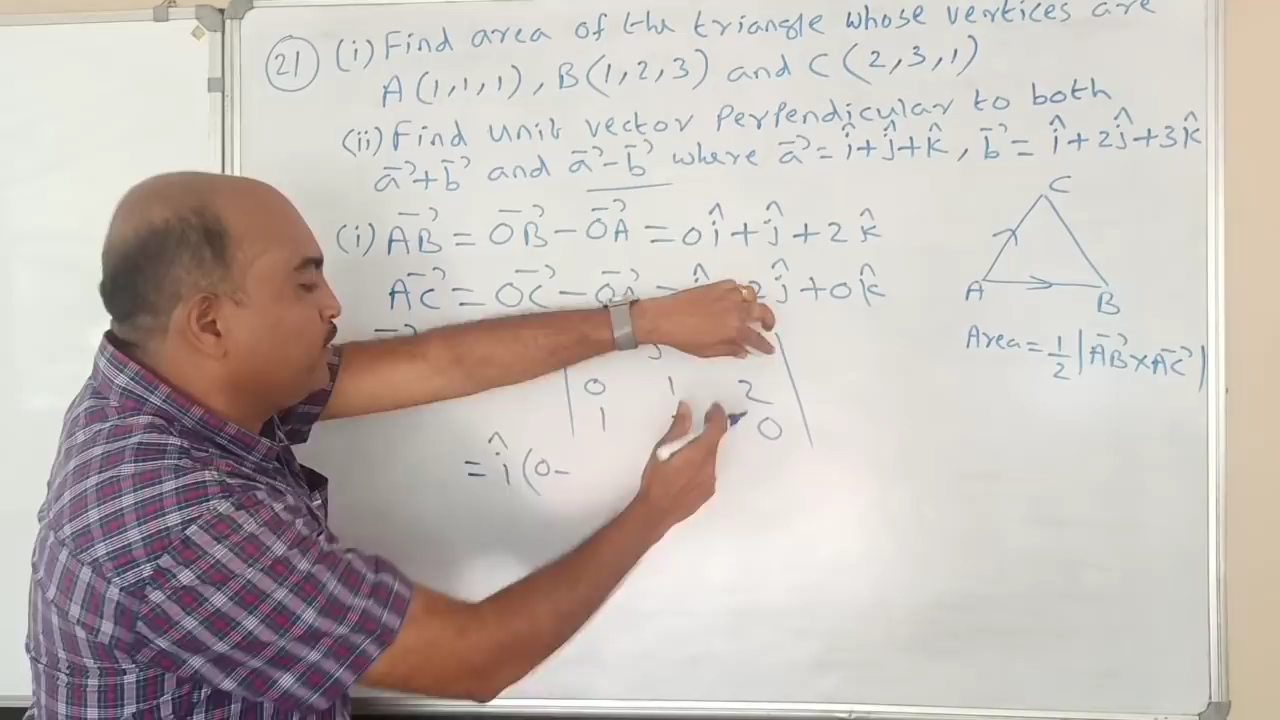 (21) (i) Find area of the triangle whose vertices are
A(1,1,1), B(1,2,3) and C(2,3,1)
(ii) Find unit vector perpendicular to both
a⃗+b⃗ and a⃗-b⃗ where a⃗=î+ĵ+k̂, b⃗=î+2ĵ+3k̂
(i) AB⃗ = OB⃗ - OA⃗ = 0î+ĵ+2k̂
AC⃗ = OC⃗ - OA⃗ = 2ĵ+0k̂
0 1 2
1 0
= î(0-
C
A B
Area = 1/2 |AB⃗×AC⃗|